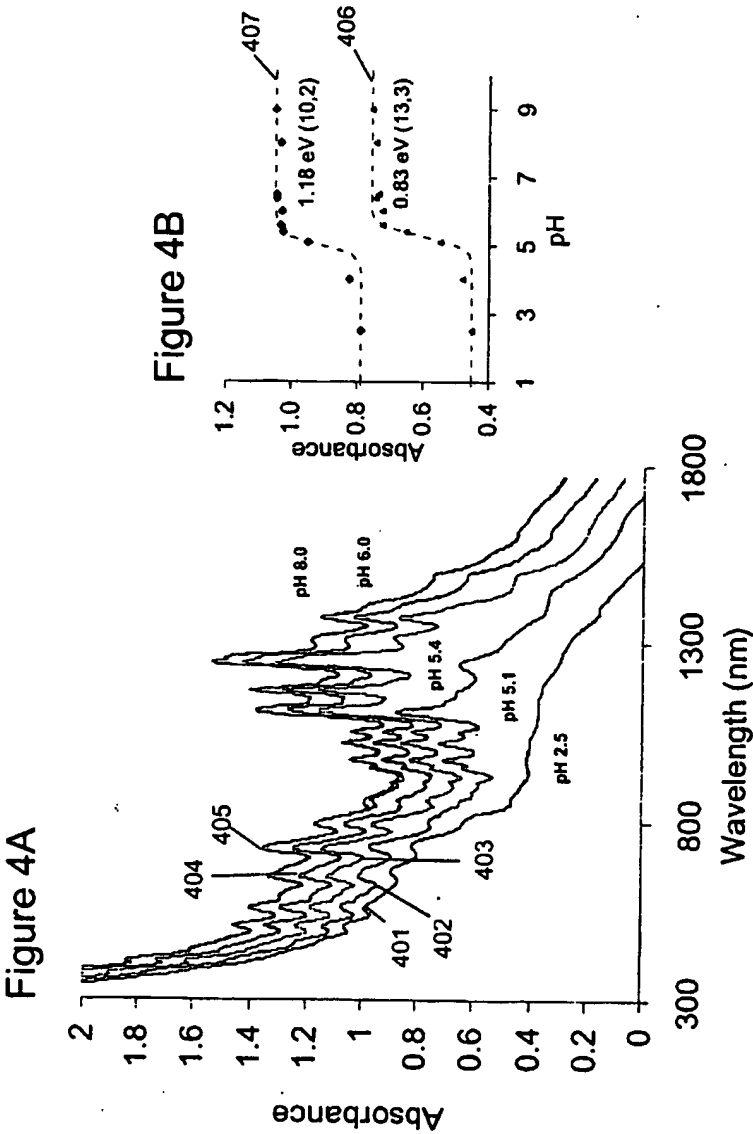 Figure 4A
Absorbance
2
1.8
1.6
1.4
1.2
1
0.8
0.6
0.4
0.2
0
300
800
1300
1800
Wavelength (nm)
404
405
401
402
403
pH 8.0
pH 6.0
pH 5.4
pH 5.1
pH 2.5
Figure 4B
Absorbance
1.2
1.0
0.8
0.6
0.4
1
3
5
7
9
pH
407
1.18 eV (10,2)
406
0.83 eV (13,3)